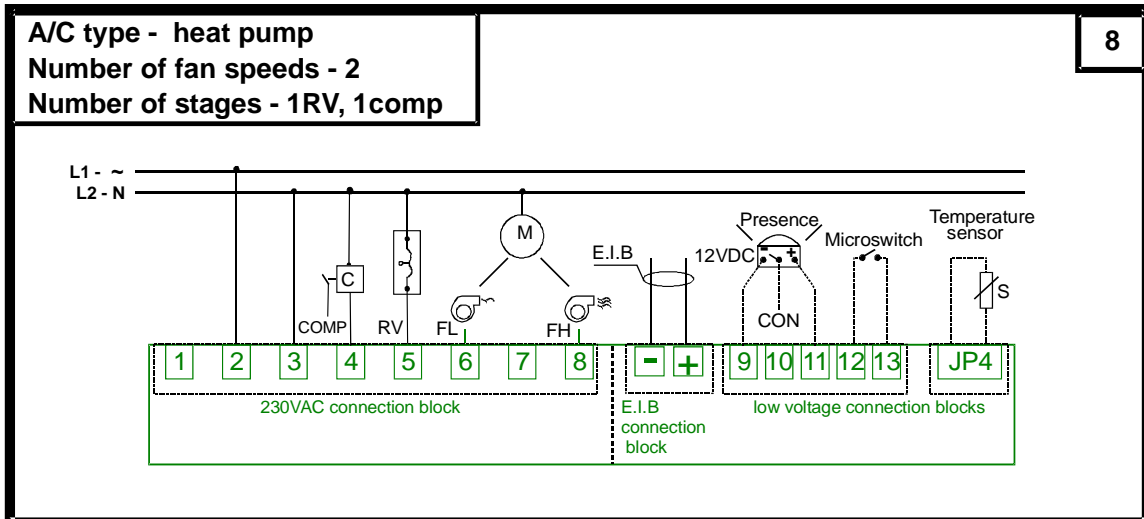 A/C type - heat pump
Number of fan speeds - 2
Number of stages - 1RV, 1comp
8
L1 - ~
L2 - N
M
C
COMP
RV
FL
FH
E.I.B
Presence
12VDC
- +
CON
Microswitch
Temperature
sensor
S
1 2 3 4 5 6 7 8 - + 9 10 11 12 13 JP4
230VAC connection block
E.I.B
connection
block
low voltage connection blocks